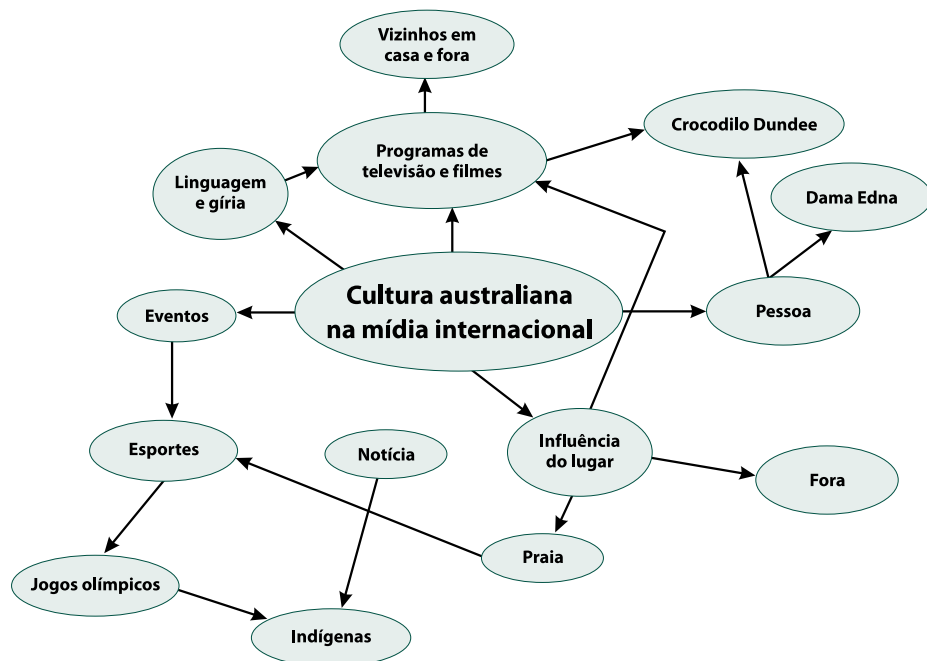 Vizinhos em
casa e fora
Crocodilo Dundee
Programas de
televisão e filmes
Linguagem
e gíria
Dama Edna
Cultura australiana
na mídia internacional
Eventos
Pessoa
Esportes
Notícia
Influência
do lugar
Fora
Praia
Jogos olímpicos
Indígenas